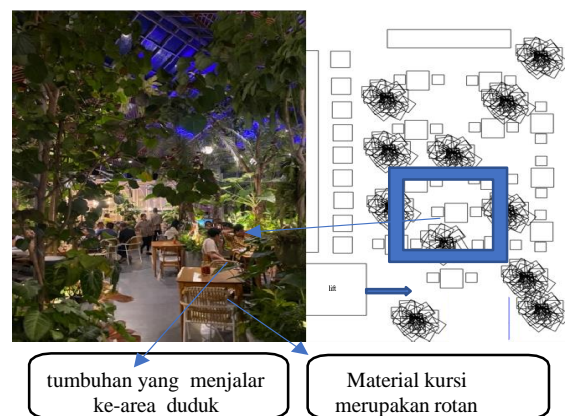 lift
tumbuhan yang menjalar
ke-area duduk
Material kursi
merupakan rotan